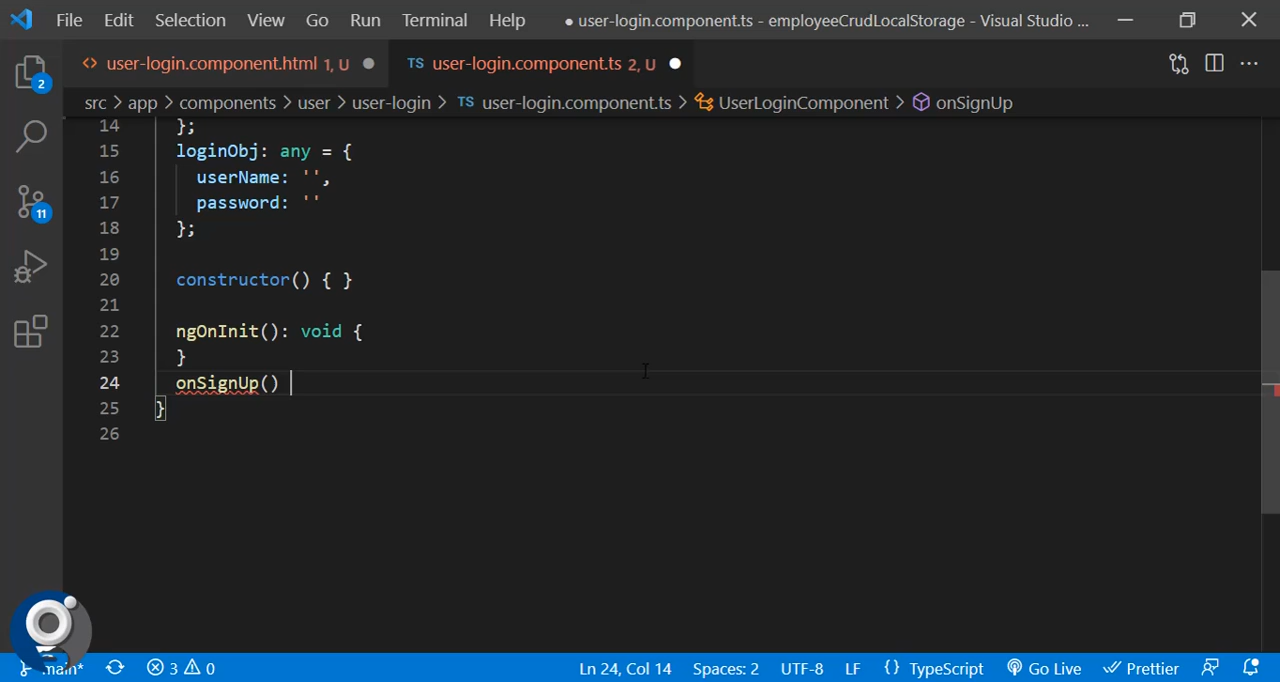 File Edit Selection View Go Run Terminal Help ● user-login.component.ts - employeeCrudLocalStorage - Visual Studio ...
<> user-login.component.html 1, U ● TS user-login.component.ts 2, U ●
src > app > components > user > user-login > TS user-login.component.ts > UserLoginComponent > onSignUp
14 };
15 loginObj: any = {
16 userName: '',
17 password: ''
18 };
19
20 constructor() { }
21
22 ngOnInit(): void {
23 }
24 onSignUp()
25 }
26
2
11
main* 3 0 Ln 24, Col 14 Spaces: 2 UTF-8 LF {} TypeScript Go Live Prettier